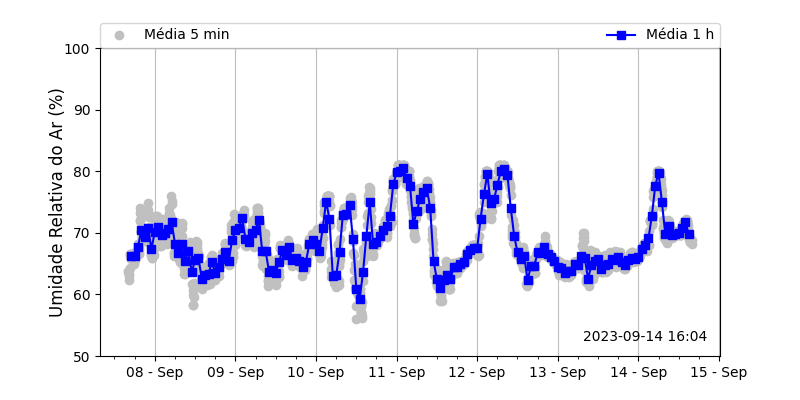 Média 5 min Média 1 h
Umidade Relativa do Ar (%)
100
90
80
70
60
50
2023-09-14 16:04
08 - Sep 09 - Sep 10 - Sep 11 - Sep 12 - Sep 13 - Sep 14 - Sep 15 - Sep